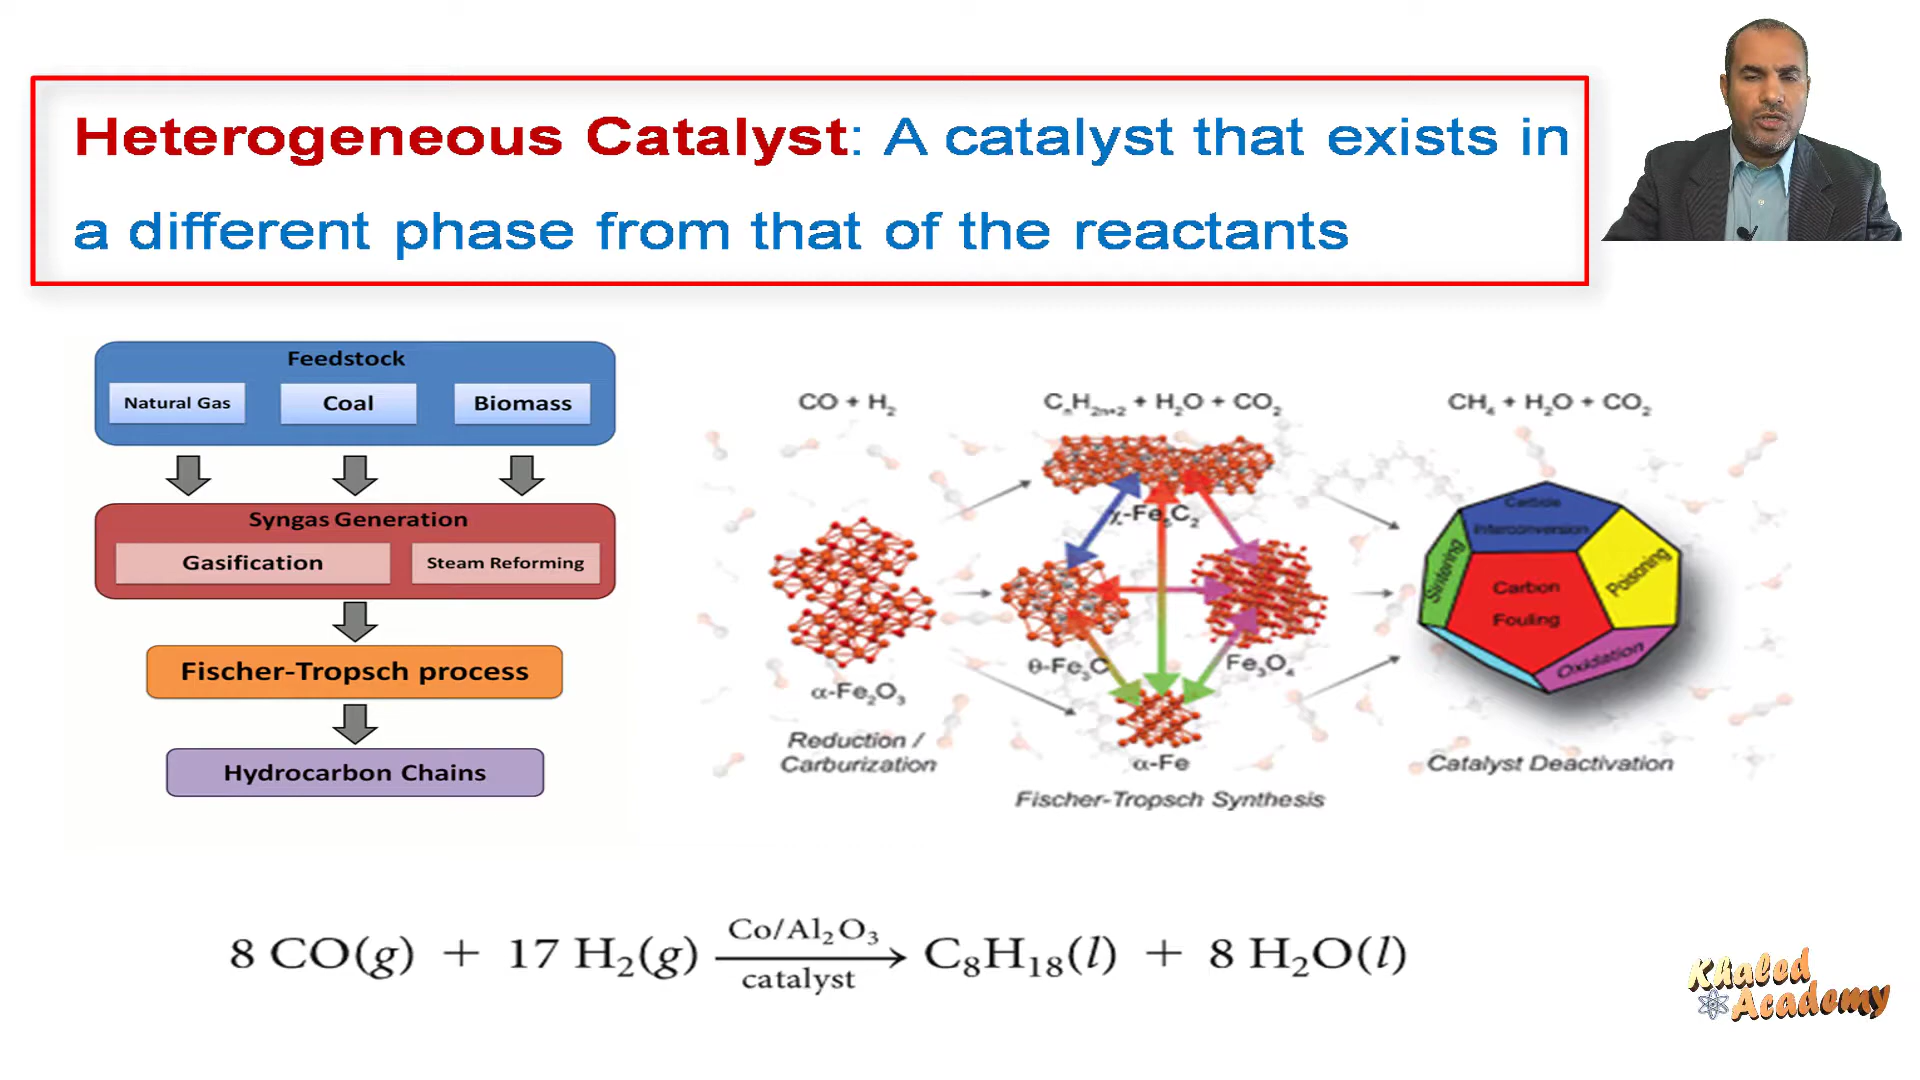 Heterogeneous Catalyst: A catalyst that exists in
a different phase from that of the reactants
Feedstock
Natural Gas
Coal
Biomass
Syngas Generation
Gasification
Steam Reforming
Fischer-Tropsch process
Hydrocarbon Chains
CO + H₂
CₙH₂ₙ₊₂ + H₂O + CO₂
CH₄ + H₂O + CO₂
χ-Fe₅C₂
θ-Fe₃C
Fe₃O₄
α-Fe₂O₃
α-Fe
Reduction /
Carburization
Fischer-Tropsch Synthesis
Carbide
Interconversion
Sintering
Carbon
Fouling
Poisoning
Oxidation
Catalyst Deactivation
8 CO(g) + 17 H₂(g) Co/Al₂O₃ catalyst → C₈H₁₈(l) + 8 H₂O(l)
Khaled
Academy